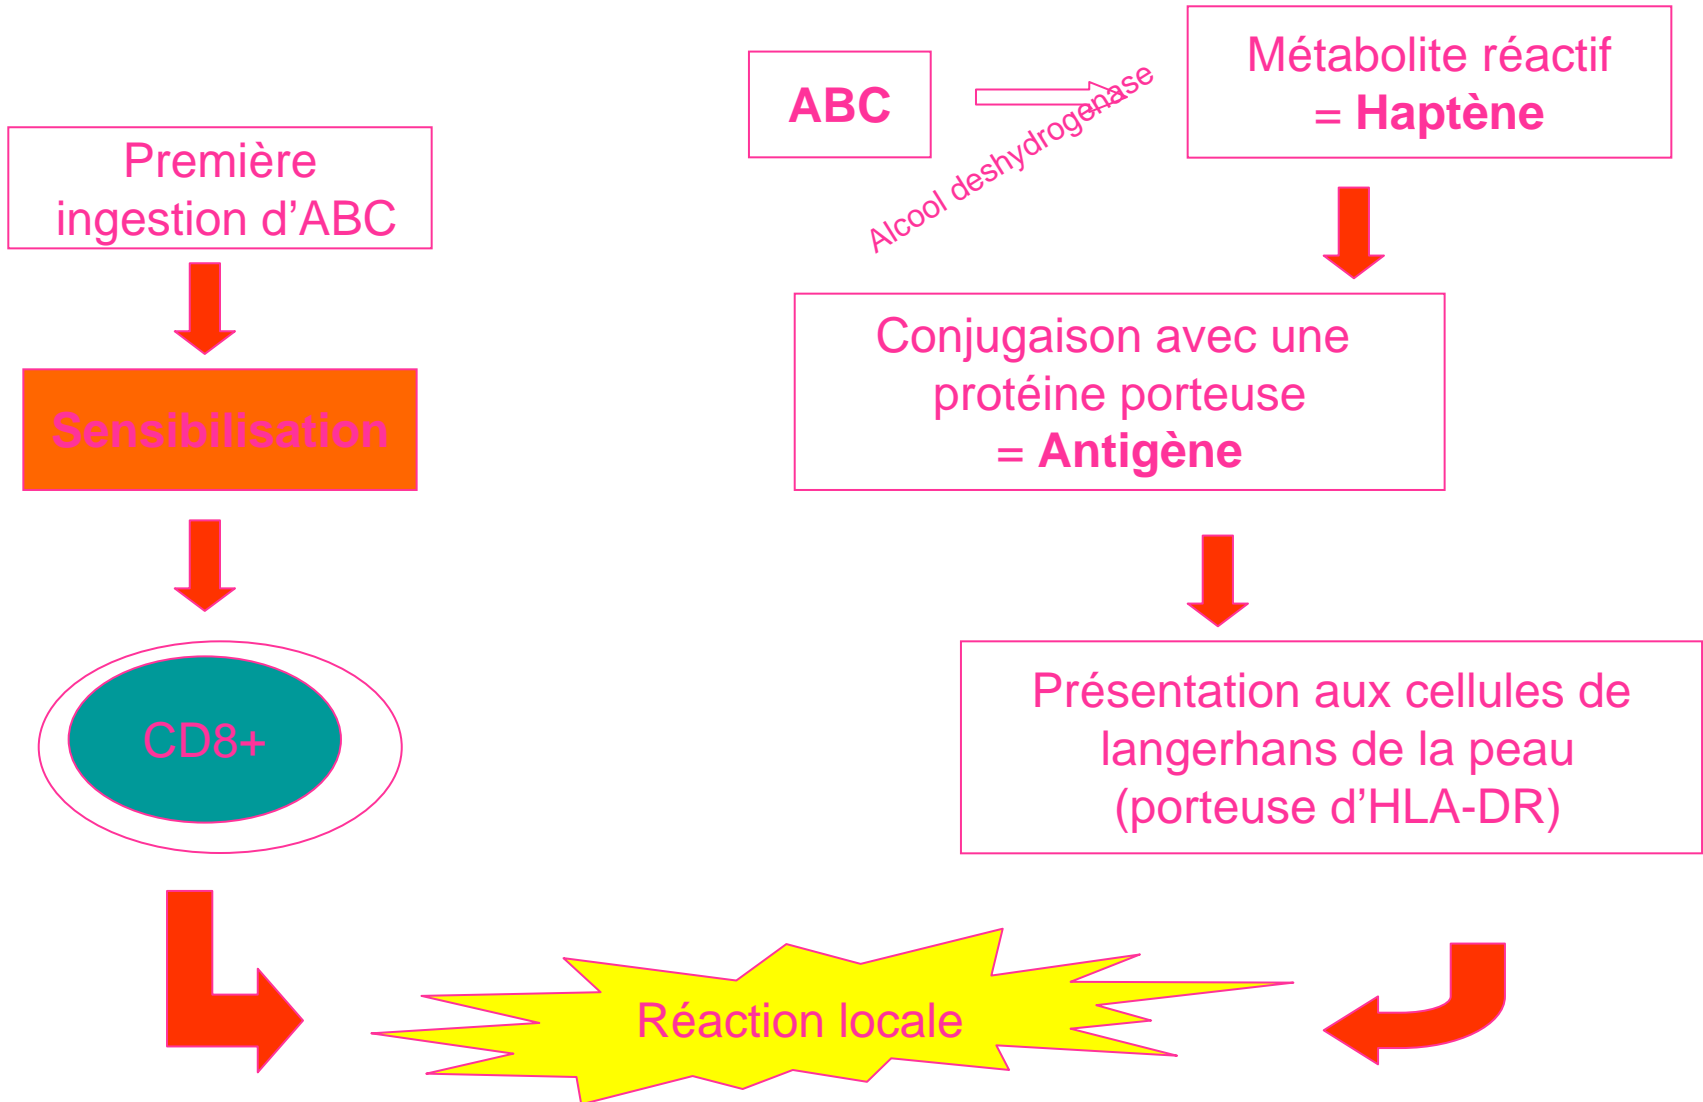 Première
ingestion d’ABC
Sensibilisation
CD8+
ABC
Alcool deshydrogenase
Métabolite réactif
= Haptène
Conjugaison avec une
protéine porteuse
= Antigène
Présentation aux cellules de
langerhans de la peau
(porteuse d’HLA-DR)
Réaction locale